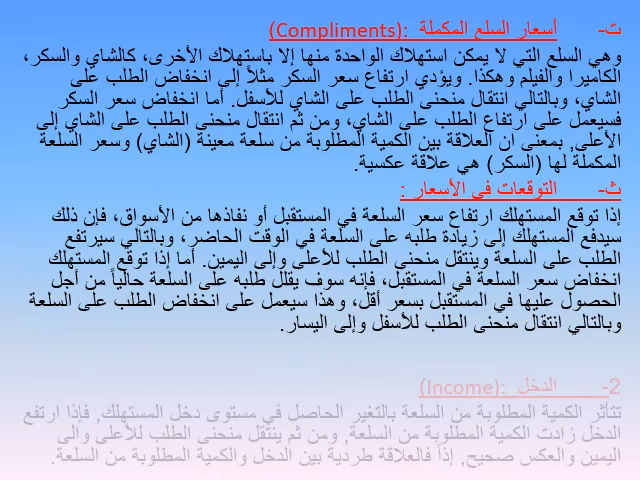 ت- أسعار السلع المكملة (Compliments):
وهي السلع التي لا يمكن استهلاك الواحدة منها إلا باستهلاك الأخرى، كالشاي والسكر،
الكاميرا والفيلم وهكذا. ويؤدي ارتفاع سعر السكر مثلاً إلى انخفاض الطلب على
الشاي، وبالتالي انتقال منحنى الطلب على الشاي للأسفل. أما انخفاض سعر السكر
فسيعمل على ارتفاع الطلب على الشاي، ومن ثم انتقال منحنى الطلب على الشاي إلى
الأعلى, بمعنى ان العلاقة بين الكمية المطلوبة من سلعة معينة (الشاي) وسعر السلعة
المكملة لها (السكر) هي علاقة عكسية.
ث- التوقعات في الأسعار :
إذا توقع المستهلك ارتفاع سعر السلعة في المستقبل أو نفاذها من الأسواق، فإن ذلك
سيدفع المستهلك إلى زيادة طلبه على السلعة في الوقت الحاضر، وبالتالي سيرتفع
الطلب على السلعة وينتقل منحنى الطلب للأعلى وإلى اليمين. أما إذا توقع المستهلك
انخفاض سعر السلعة في المستقبل، فإنه سوف يقلل طلبه على السلعة حالياً من أجل
الحصول عليها في المستقبل بسعر أقل، وهذا سيعمل على انخفاض الطلب على السلعة
وبالتالي انتقال منحنى الطلب للأسفل وإلى اليسار.
2- الدخل (Income):
تتأثر الكمية المطلوبة من السلعة بالتغير الحاصل في مستوى دخل المستهلك, فإذا ارتفع
الدخل زادت الكمية المطلوبة من السلعة, ومن ثم ينتقل منحنى الطلب للأعلى والى
اليمين والعكس صحيح, إذا فالعلاقة طردية بين الدخل والكمية المطلوبة من السلعة.